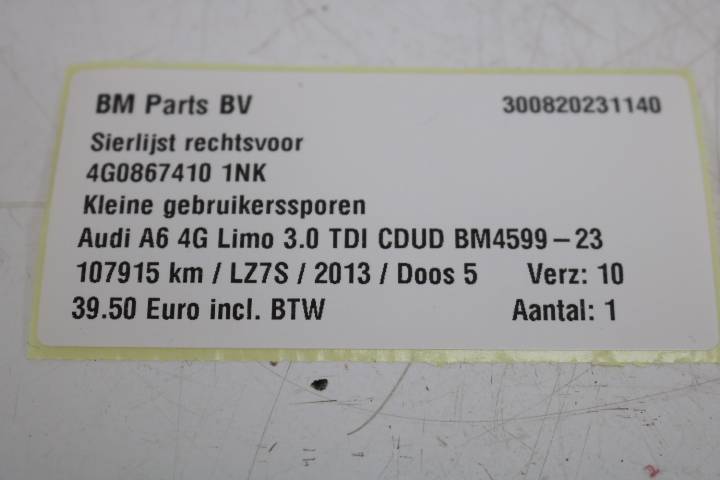 BM Parts BV 300820231140
Sierlijst rechtsvoor
4G0867410 1NK
Kleine gebruikerssporen
Audi A6 4G Limo 3.0 TDI CDUD BM4599-23
107915 km / LZ7S / 2013 / Doos 5 Verz: 10
39.50 Euro incl. BTW Aantal: 1